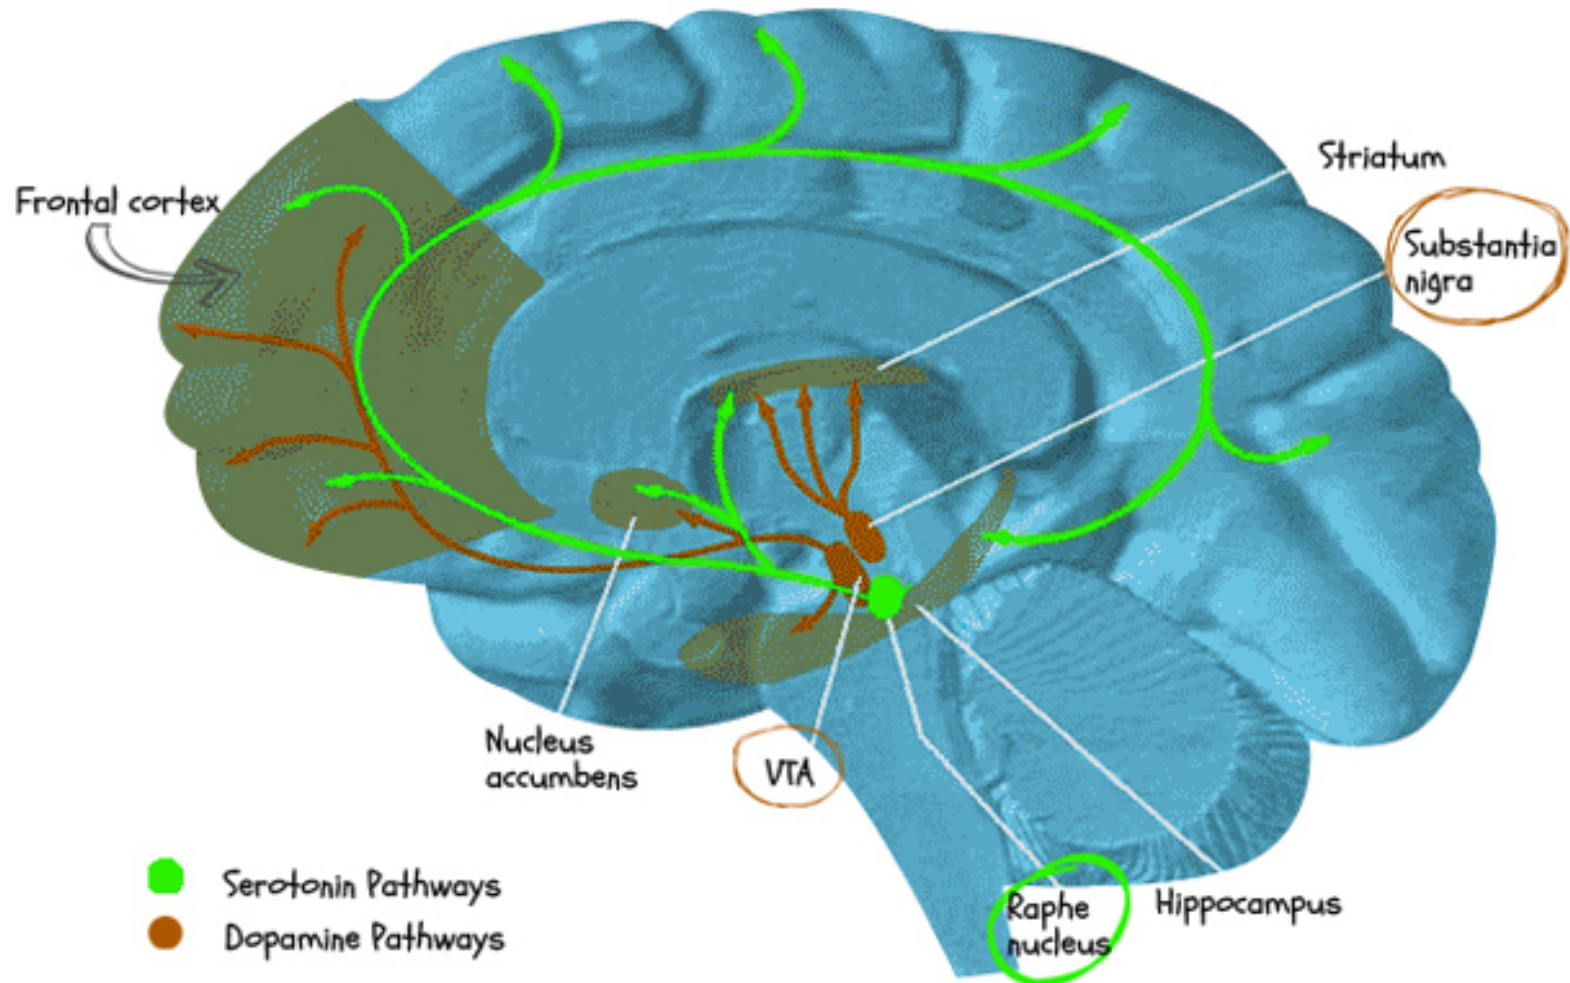 Striatum
Frontal cortex
Substantia
nigra
Nucleus
accumbens
VTA
Serotonin Pathways
Dopamine Pathways
Raphe
nucleus
Hippocampus